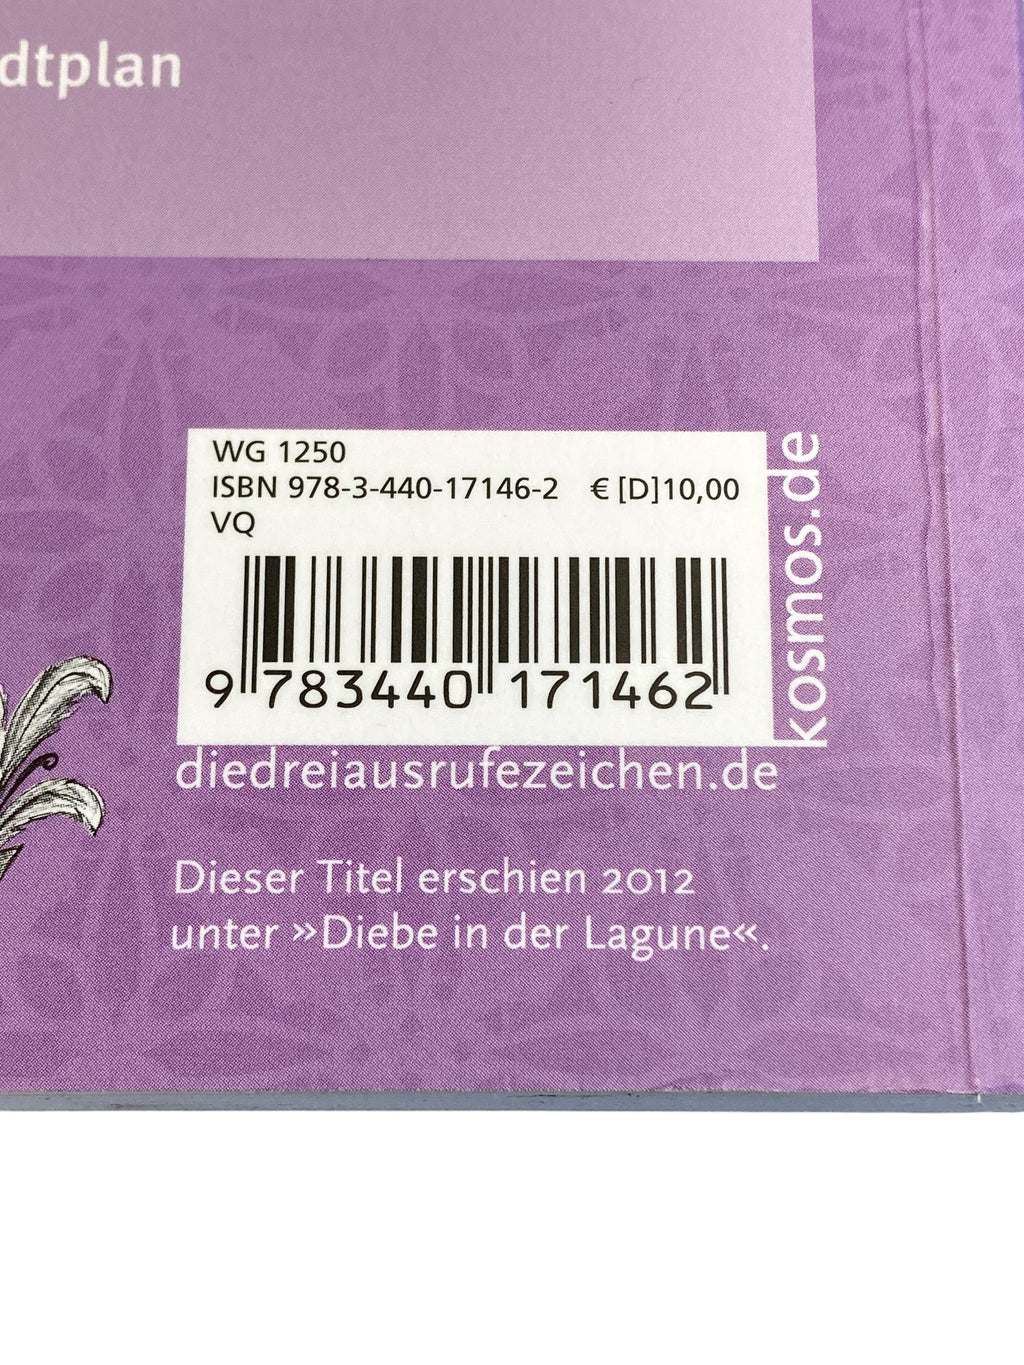 dtplan
WG 1250
ISBN 978-3-440-17146-2 € [D]10,00
VQ
9 783440 171462
kosmos.de
diedreiausrufezeichen.de
Dieser Titel erschien 2012
unter »Diebe in der Lagune«.